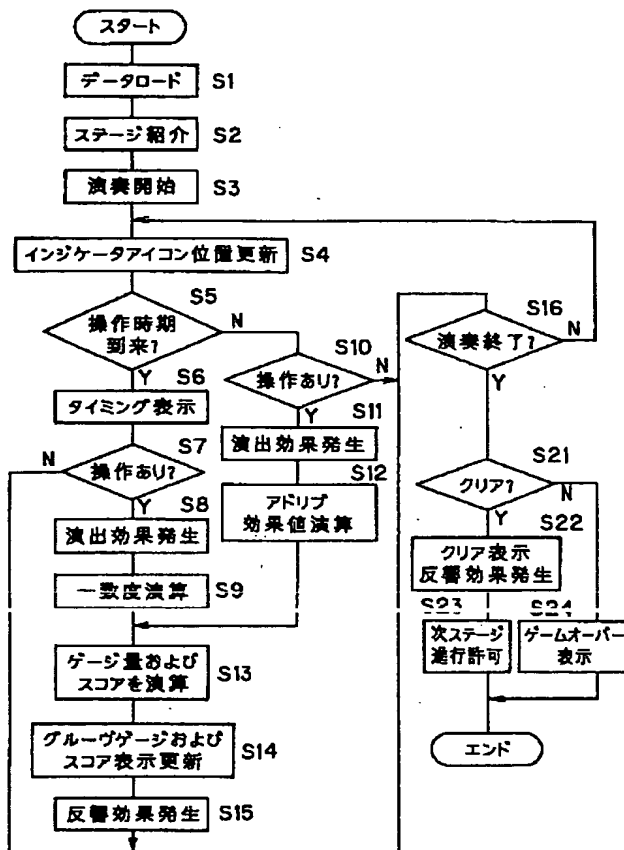 スタート
データロード S1
ステージ紹介 S2
演奏開始 S3
インジケータアイコン位置更新 S4
S5
操作時期
到来?
N
Y
S6
タイミング表示
S7
操作あり?
N
Y
S8
演出効果発生
一致度演算 S9
S10
操作あり?
N
Y
S11
演出効果発生
S12
アドリブ
効果値演算
ゲージ量および
スコアを演算
S13
グルーヴゲージおよび
スコア表示更新
S14
反響効果発生 S15
S16
演奏終了?
N
Y
S21
クリア?
N
Y
S22
クリア表示
反響効果発生
S23
次ステージ
進行許可
S24
ゲームオーバー
表示
エンド